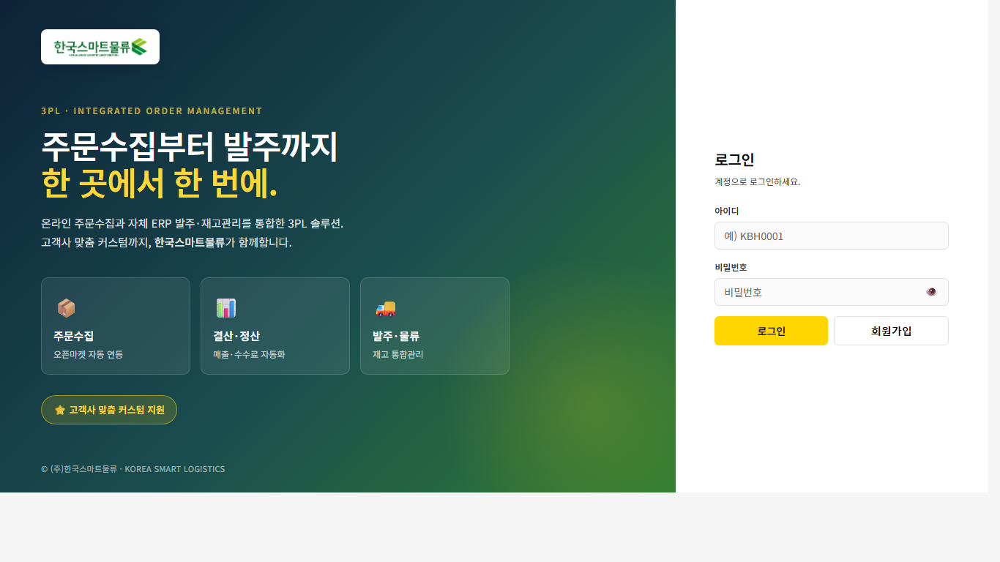 한국스마트물류
3PL · INTEGRATED ORDER MANAGEMENT
주문수집부터 발주까지
한 곳에서 한 번에.
온라인 주문수집과 자체 ERP 발주·재고관리를 통합한 3PL 솔루션.
고객사 맞춤 커스텀까지, 한국스마트물류가 함께합니다.
주문수집
오픈마켓 자동 연동
결산·정산
매출·수수료 자동화
발주·물류
재고 통합관리
고객사 맞춤 커스텀 지원
© (주)한국스마트물류 · KOREA SMART LOGISTICS
로그인
계정으로 로그인하세요.
아이디
예) KBH0001
비밀번호
비밀번호
로그인
회원가입